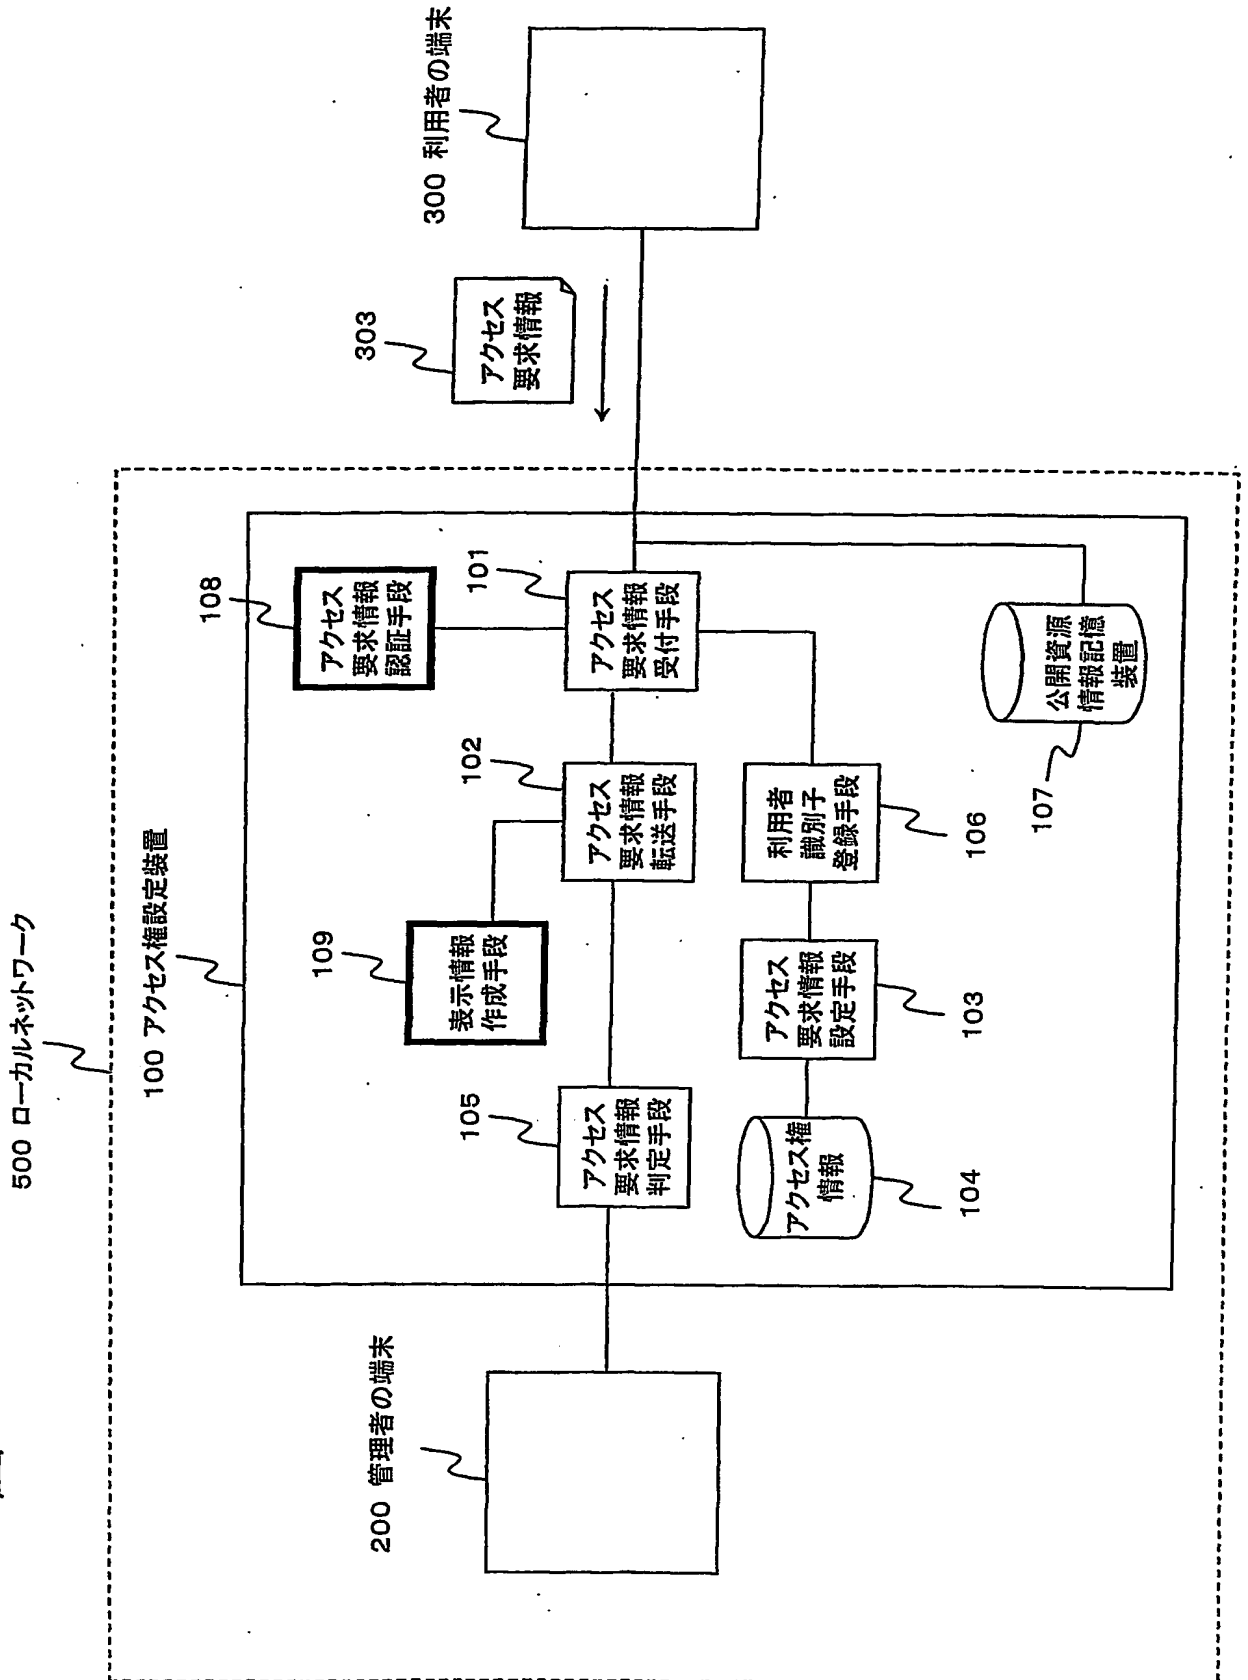 500 ローカルネットワーク
100 アクセス権設定装置
200 管理者の端末
300 利用者の端末
303
アクセス
要求情報
108
アクセス
要求情報
認証手段
109
表示情報
作成手段
105
アクセス
要求情報
判定手段
102
アクセス
要求情報
転送手段
101
アクセス
要求情報
受付手段
アクセス権
情報
104
アクセス
要求情報
設定手段
103
利用者
識別子
登録手段
106
公開資源
情報記憶
装置
107